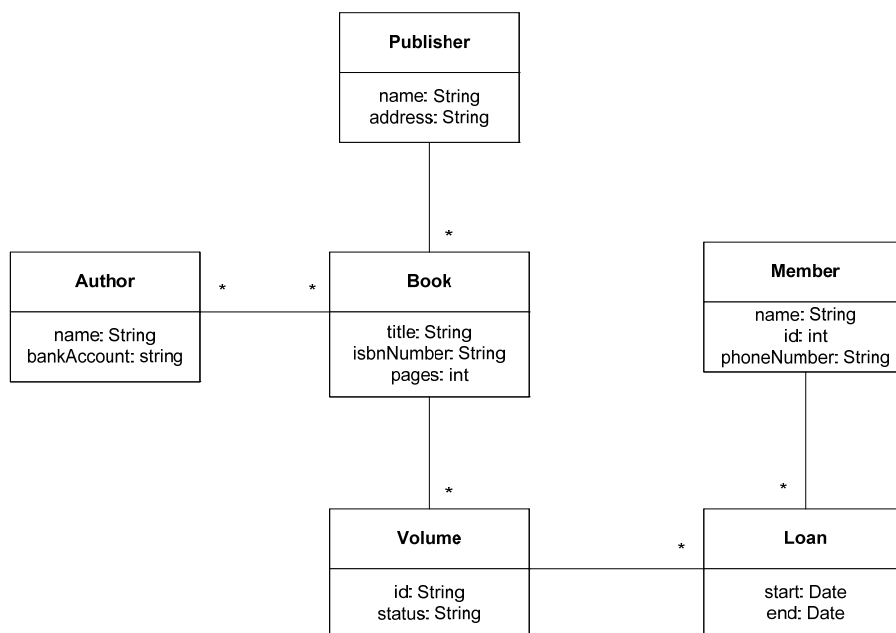 Publisher
name: String
address: String
*
Author
name: String
bankAccount: string
*
*
Book
title: String
isbnNumber: String
pages: int
Member
name: String
id: int
phoneNumber: String
*
*
Volume
id: String
status: String
*
Loan
start: Date
end: Date